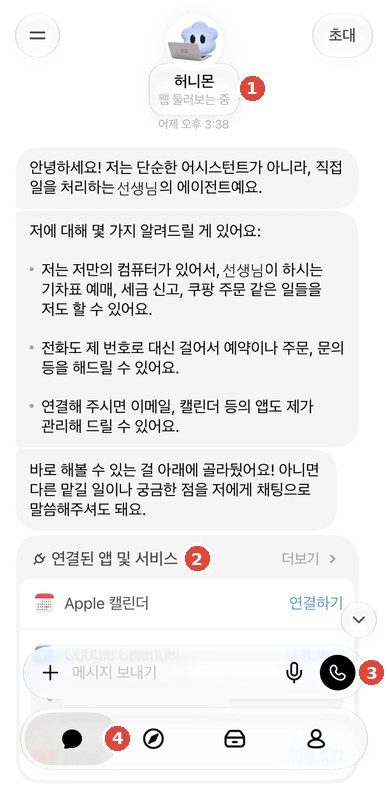 초대
허니몬
웹 둘러보는 중
1
어제 오후 3:38
안녕하세요! 저는 단순한 어시스턴트가 아니라, 직접
일을 처리하는 선생님의 에이전트예요.
저에 대해 몇 가지 알려드릴 게 있어요:
• 저는 저만의 컴퓨터가 있어서, 선생님이 하시는
기차표 예매, 세금 신고, 쿠팡 주문 같은 일들을
저도 할 수 있어요.
• 전화도 제 번호로 대신 걸어서 예약이나 주문, 문의
등을 해드릴 수 있어요.
• 연결해 주시면 이메일, 캘린더 등의 앱도 제가
관리해 드릴 수 있어요.
바로 해볼 수 있는 걸 아래에 골라뒀어요! 아니면
다른 맡길 일이나 궁금한 점을 저에게 채팅으로
말씀해주셔도 돼요.
연결된 앱 및 서비스 2 더보기 >
Apple 캘린더 연결하기
Google Calendar
메시지 보내기 3
4